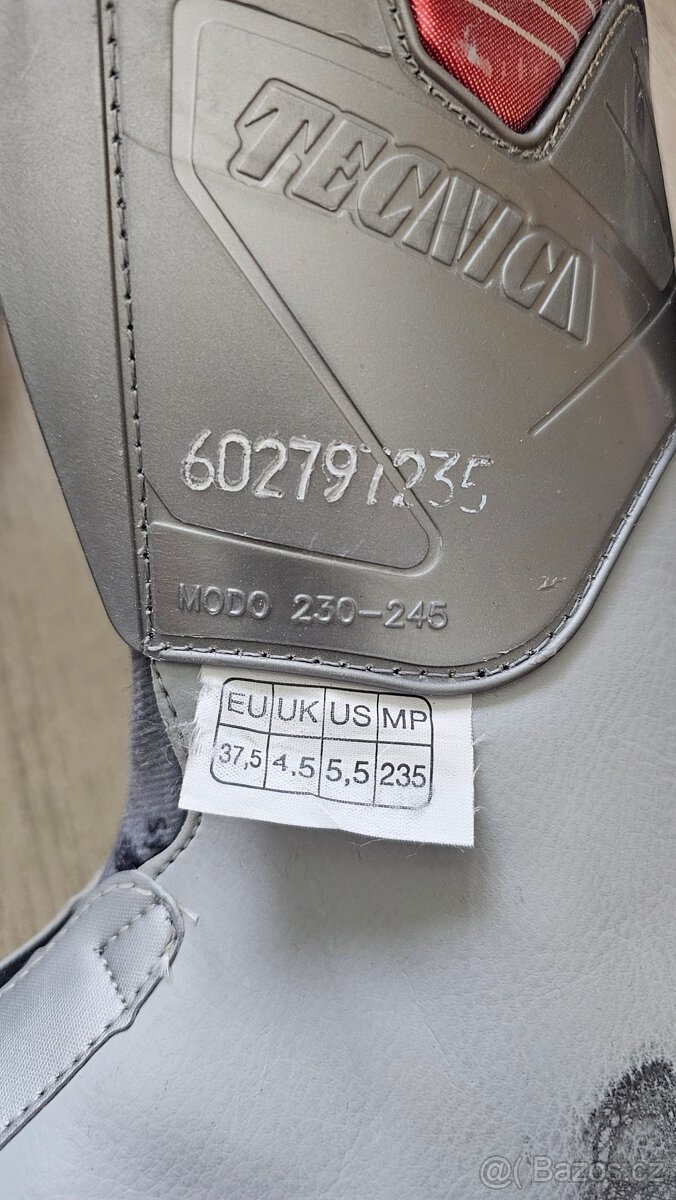 TECNICA
602797235
MODO 230-245
EU UK US MP
37,5 4.5 5,5 235
@( Bazos.cz